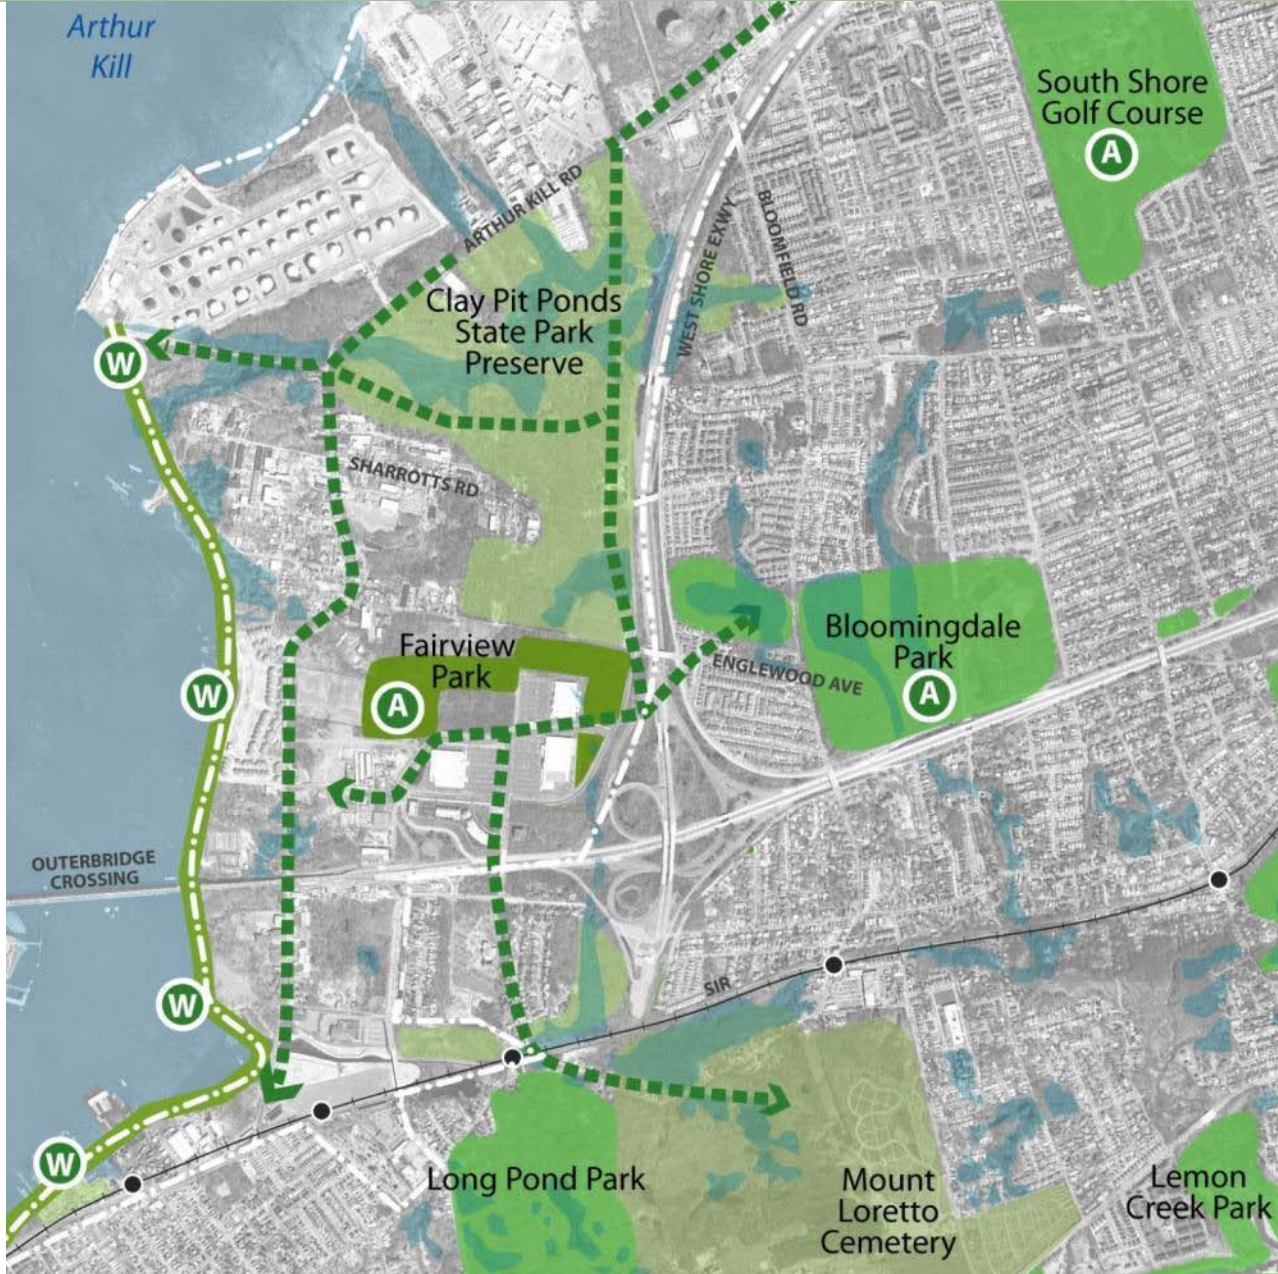 Arthur
Kill
South Shore
Golf Course
A
ARTHUR KILL RD
BLOOMFIELD RD
WEST SHORE EXWY
Clay Pit Ponds
State Park
Preserve
W
SHARROTTS RD
Fairview
Park
A
W
Bloomingdale
Park
A
ENGLEWOOD AVE
OUTERBRIDGE
CROSSING
SIR
W
W
Long Pond Park
Mount
Loretto
Cemetery
Lemon
Creek Park